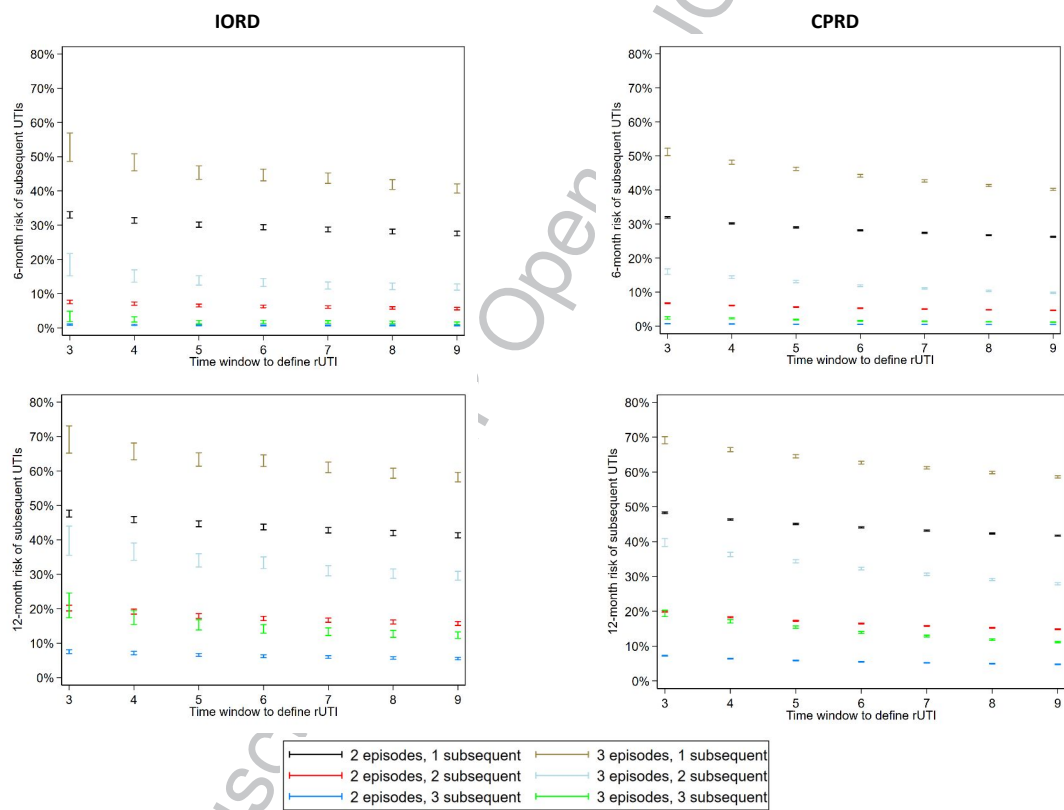 IORD
CPRD
80%
70%
60%
50%
40%
30%
20%
10%
0%
6-month risk of subsequent UTIs
3 4 5 6 7 8 9
Time window to define rUTI
80%
70%
60%
50%
40%
30%
20%
10%
0%
6-month risk of subsequent UTIs
3 4 5 6 7 8 9
Time window to define rUTI
80%
70%
60%
50%
40%
30%
20%
10%
0%
12-month risk of subsequent UTIs
3 4 5 6 7 8 9
Time window to define rUTI
80%
70%
60%
50%
40%
30%
20%
10%
0%
12-month risk of subsequent UTIs
3 4 5 6 7 8 9
Time window to define rUTI
2 episodes, 1 subsequent 3 episodes, 1 subsequent
2 episodes, 2 subsequent 3 episodes, 2 subsequent
2 episodes, 3 subsequent 3 episodes, 3 subsequent
Open